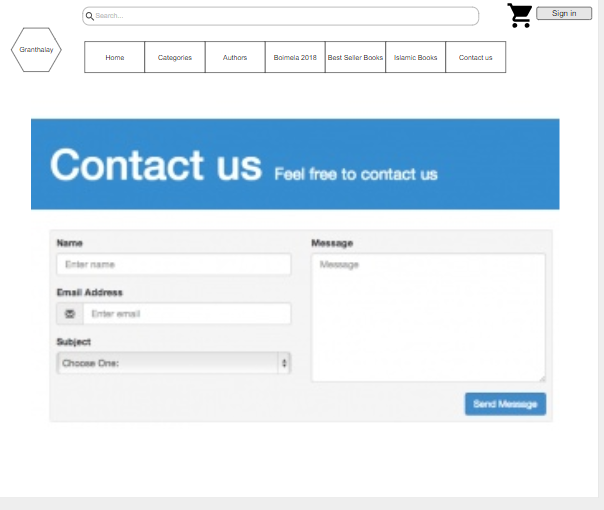 Search...
Sign in
Granthalay
Home
Categories
Authors
Boimela 2018
Best Seller Books
Islamic Books
Contact us
Contact us Feel free to contact us
Name
Enter name
Email Address
Enter email
Subject
Choose One:
Message
Message
Send Message